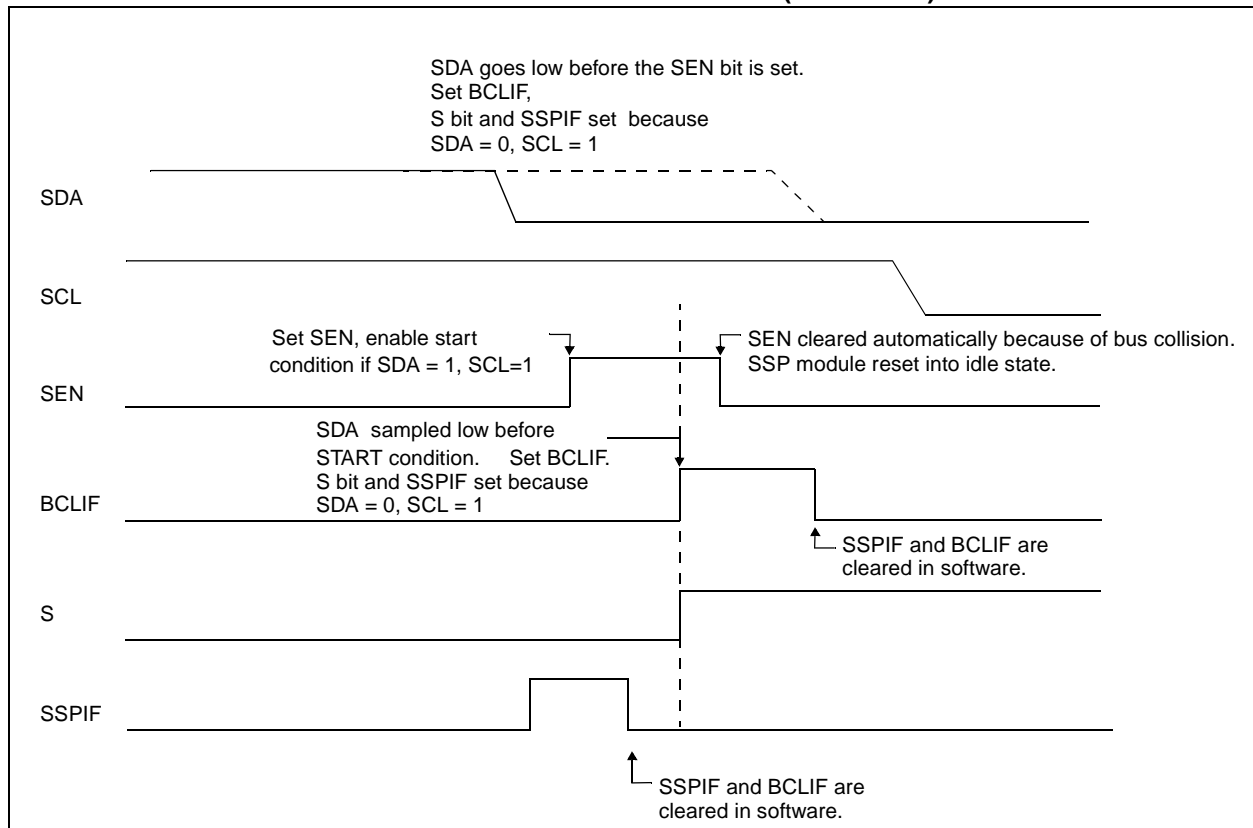 SDA goes low before the SEN bit is set.
Set BCLIF,
S bit and SSPIF set because
SDA = 0, SCL = 1
SDA
SCL
Set SEN, enable start
condition if SDA = 1, SCL=1
SEN cleared automatically because of bus collision.
SSP module reset into idle state.
SEN
SDA sampled low before
START condition. Set BCLIF.
S bit and SSPIF set because
SDA = 0, SCL = 1
BCLIF
SSPIF and BCLIF are
cleared in software.
S
SSPIF
SSPIF and BCLIF are
cleared in software.